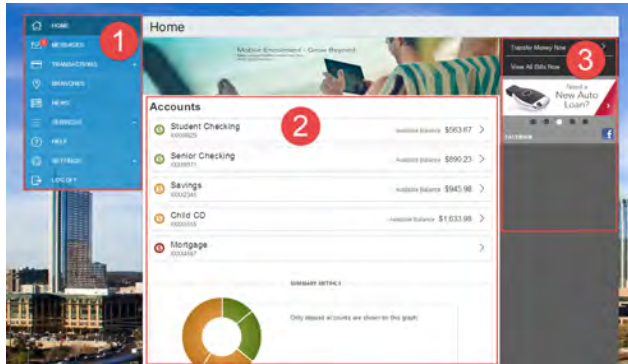 HOME
MESSAGES
TRANSACTIONS
BRANCHES
NEWS
SERVICES
HELP
SETTINGS
LOG OFF
1
Home
Mobile Enrollment - Grow Beyond
Accounts
2
Student Checking
Available Balance $563.67
Senior Checking
Available Balance $890.23
Savings
Available Balance $945.98
Child CD
Available Balance $1,633.98
Mortgage
SUMMARY DETAILS
Only deposit accounts are shown on this graph
3
Transfer Money Now
View All Bills Now
Need a
New Auto
Loan?
FACEBOOK
f